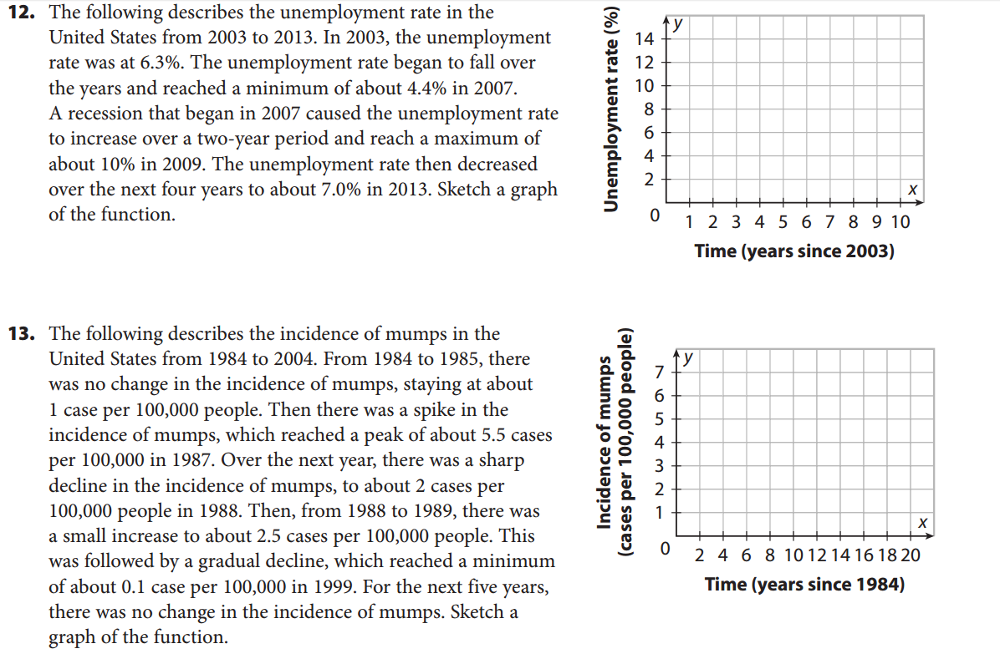 12. The following describes the unemployment rate in the
United States from 2003 to 2013. In 2003, the unemployment
rate was at 6.3%. The unemployment rate began to fall over
the years and reached a minimum of about 4.4% in 2007.
A recession that began in 2007 caused the unemployment rate
to increase over a two-year period and reach a maximum of
about 10% in 2009. The unemployment rate then decreased
over the next four years to about 7.0% in 2013. Sketch a graph
of the function.
Unemployment rate (%)
y
14
12
10
8
6
4
2
x
0
1 2 3 4 5 6 7 8 9 10
Time (years since 2003)
13. The following describes the incidence of mumps in the
United States from 1984 to 2004. From 1984 to 1985, there
was no change in the incidence of mumps, staying at about
1 case per 100,000 people. Then there was a spike in the
incidence of mumps, which reached a peak of about 5.5 cases
per 100,000 in 1987. Over the next year, there was a sharp
decline in the incidence of mumps, to about 2 cases per
100,000 people in 1988. Then, from 1988 to 1989, there was
a small increase to about 2.5 cases per 100,000 people. This
was followed by a gradual decline, which reached a minimum
of about 0.1 case per 100,000 in 1999. For the next five years,
there was no change in the incidence of mumps. Sketch a
graph of the function.
Incidence of mumps
(cases per 100,000 people)
y
7
6
5
4
3
2
1
x
0
2 4 6 8 10 12 14 16 18 20
Time (years since 1984)